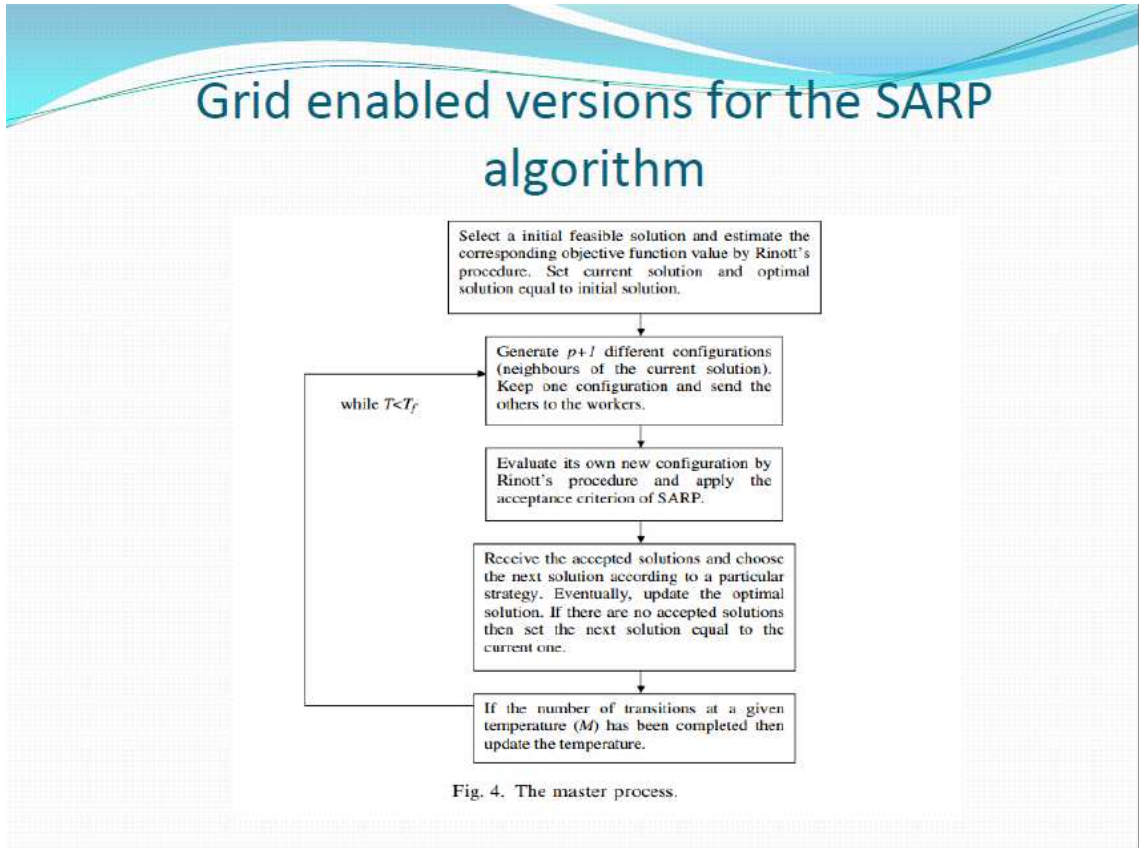 Grid enabled versions for the SARP
algorithm
Select a initial feasible solution and estimate the
corresponding objective function value by Rinott's
procedure. Set current solution and optimal
solution equal to initial solution.
Generate p+1 different configurations
(neighbours of the current solution).
Keep one configuration and send the
others to the workers.
while T<Tf
Evaluate its own new configuration by
Rinott's procedure and apply the
acceptance criterion of SARP.
Receive the accepted solutions and choose
the next solution according to a particular
strategy. Eventually, update the optimal
solution. If there are no accepted solutions
then set the next solution equal to the
current one.
If the number of transitions at a given
temperature (M) has been completed then
update the temperature.
Fig. 4. The master process.